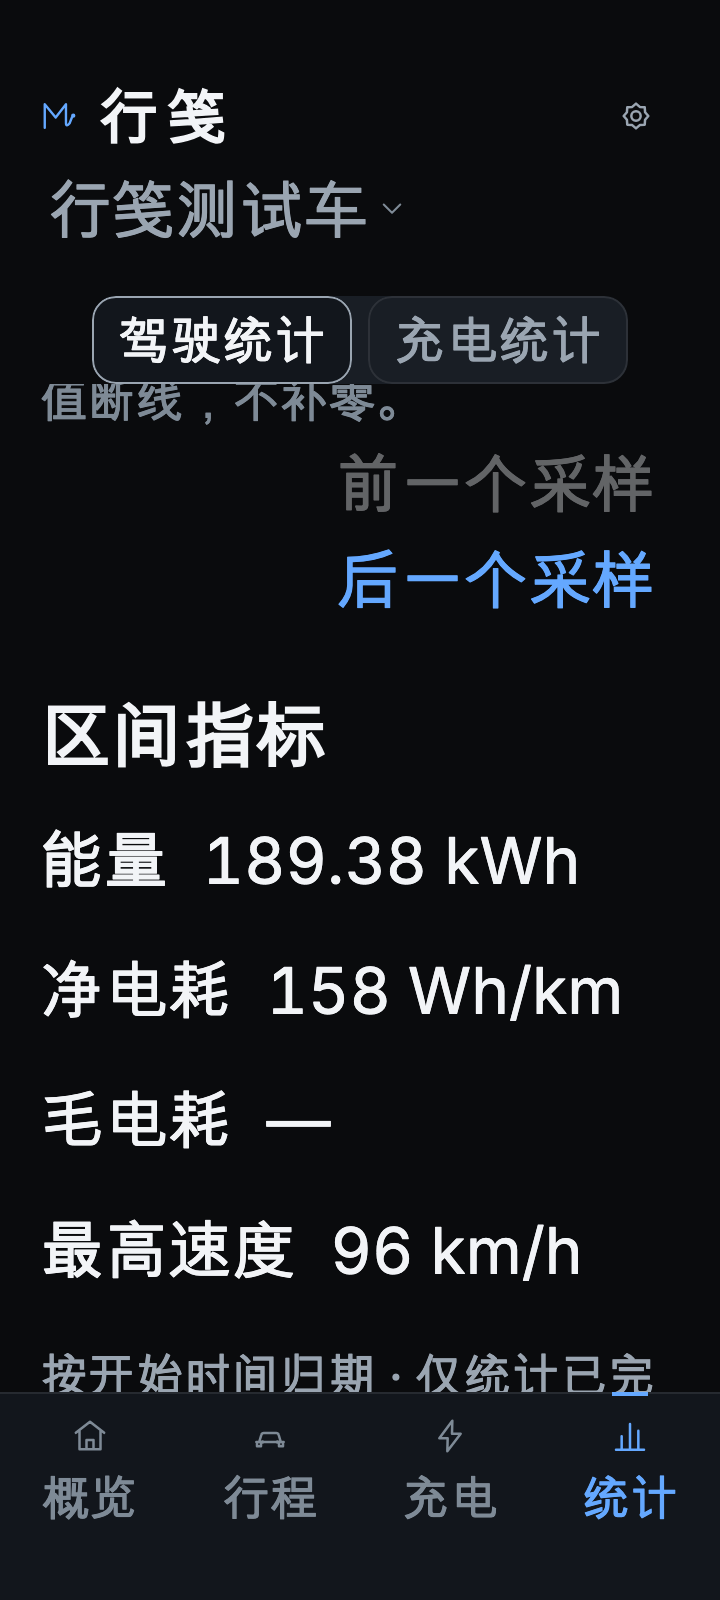 行笺
行笺测试车
驾驶统计 充电统计
值断线，不补零。
前一个采样
后一个采样
区间指标
能量 189.38 kWh
净电耗 158 Wh/km
毛电耗 —
最高速度 96 km/h
按开始时间归期 · 仅统计已完
概览 行程 充电 统计